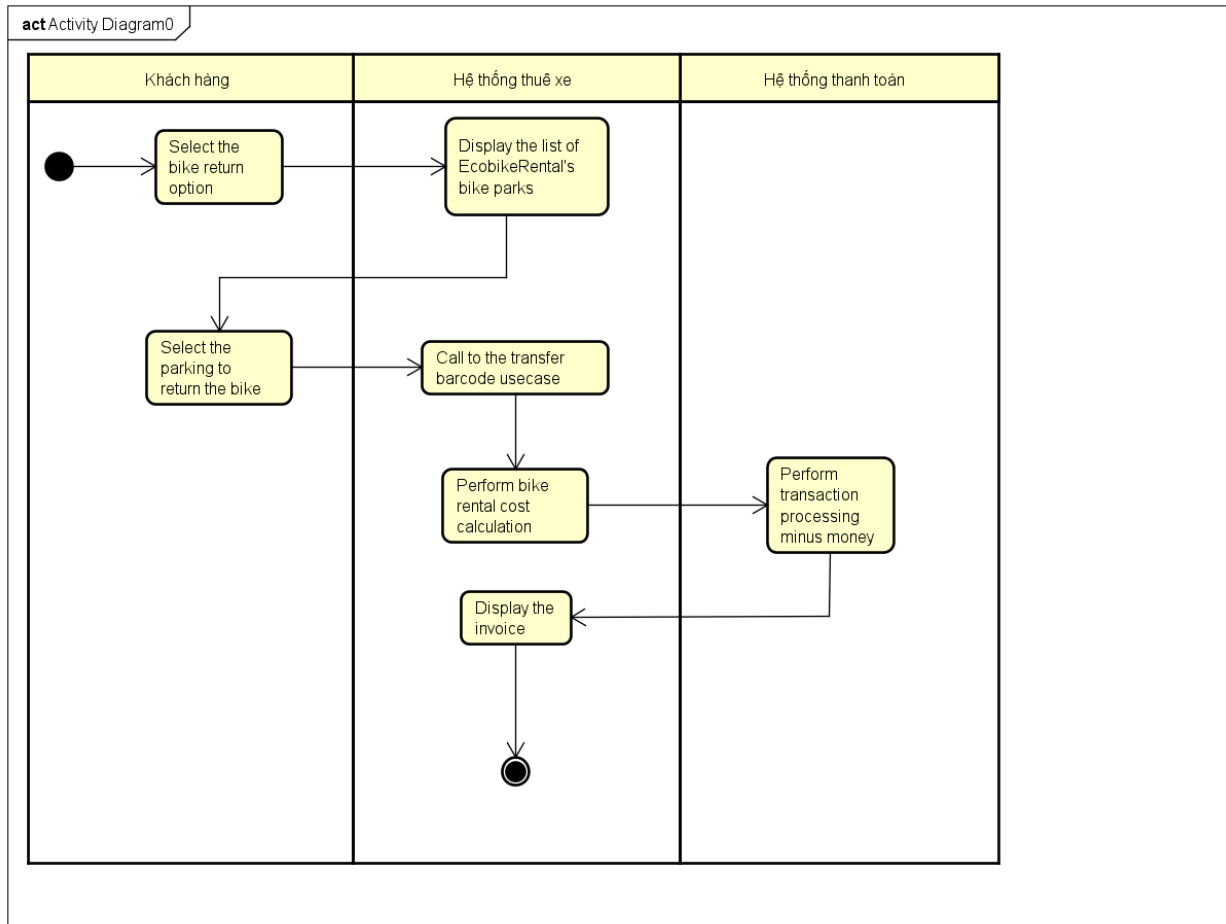 act Activity Diagram0
Khách hàng
Hệ thống thuê xe
Hệ thống thanh toán
Select the
bike return
option
Display the list of
EcobikeRental's
bike parks
Select the
parking to
return the bike
Call to the transfer
barcode usecase
Perform bike
rental cost
calculation
Perform
transaction
processing
minus money
Display the
invoice